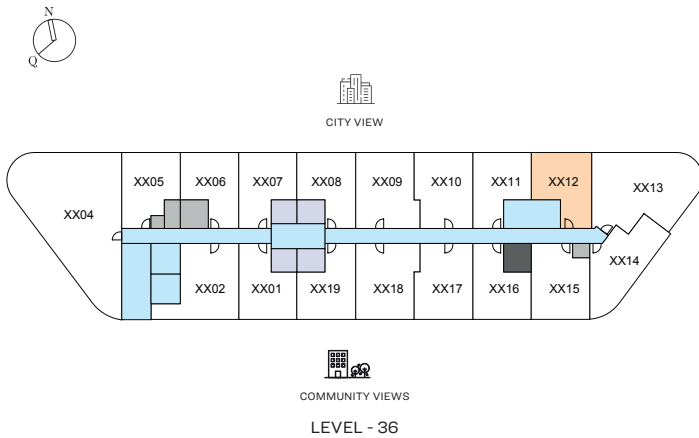 N
Q
CITY VIEW
XX05 XX06 XX07 XX08 XX09 XX10 XX11 XX12
XX13
XX04
XX14
XX02 XX01 XX19 XX18 XX17 XX16 XX15
COMMUNITY VIEWS
LEVEL - 36